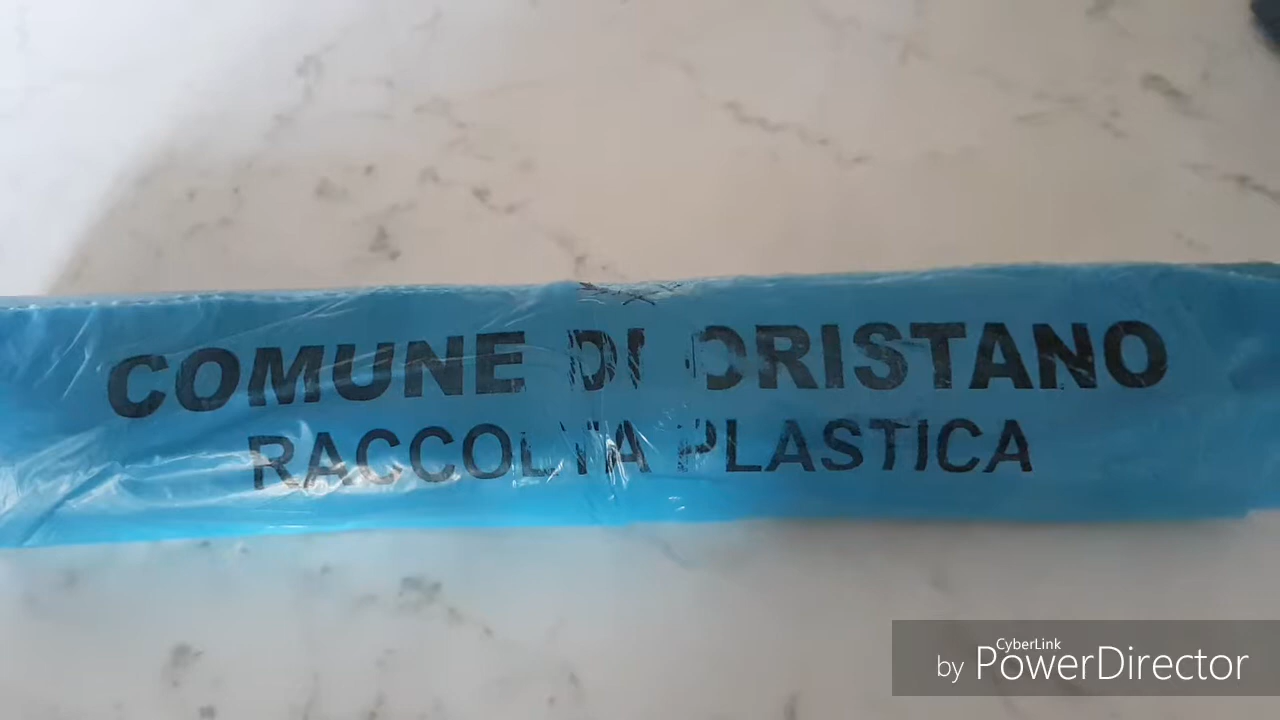 COMUNE DI ORISTANO
RACCOLTA PLASTICA
CyberLink
by PowerDirector